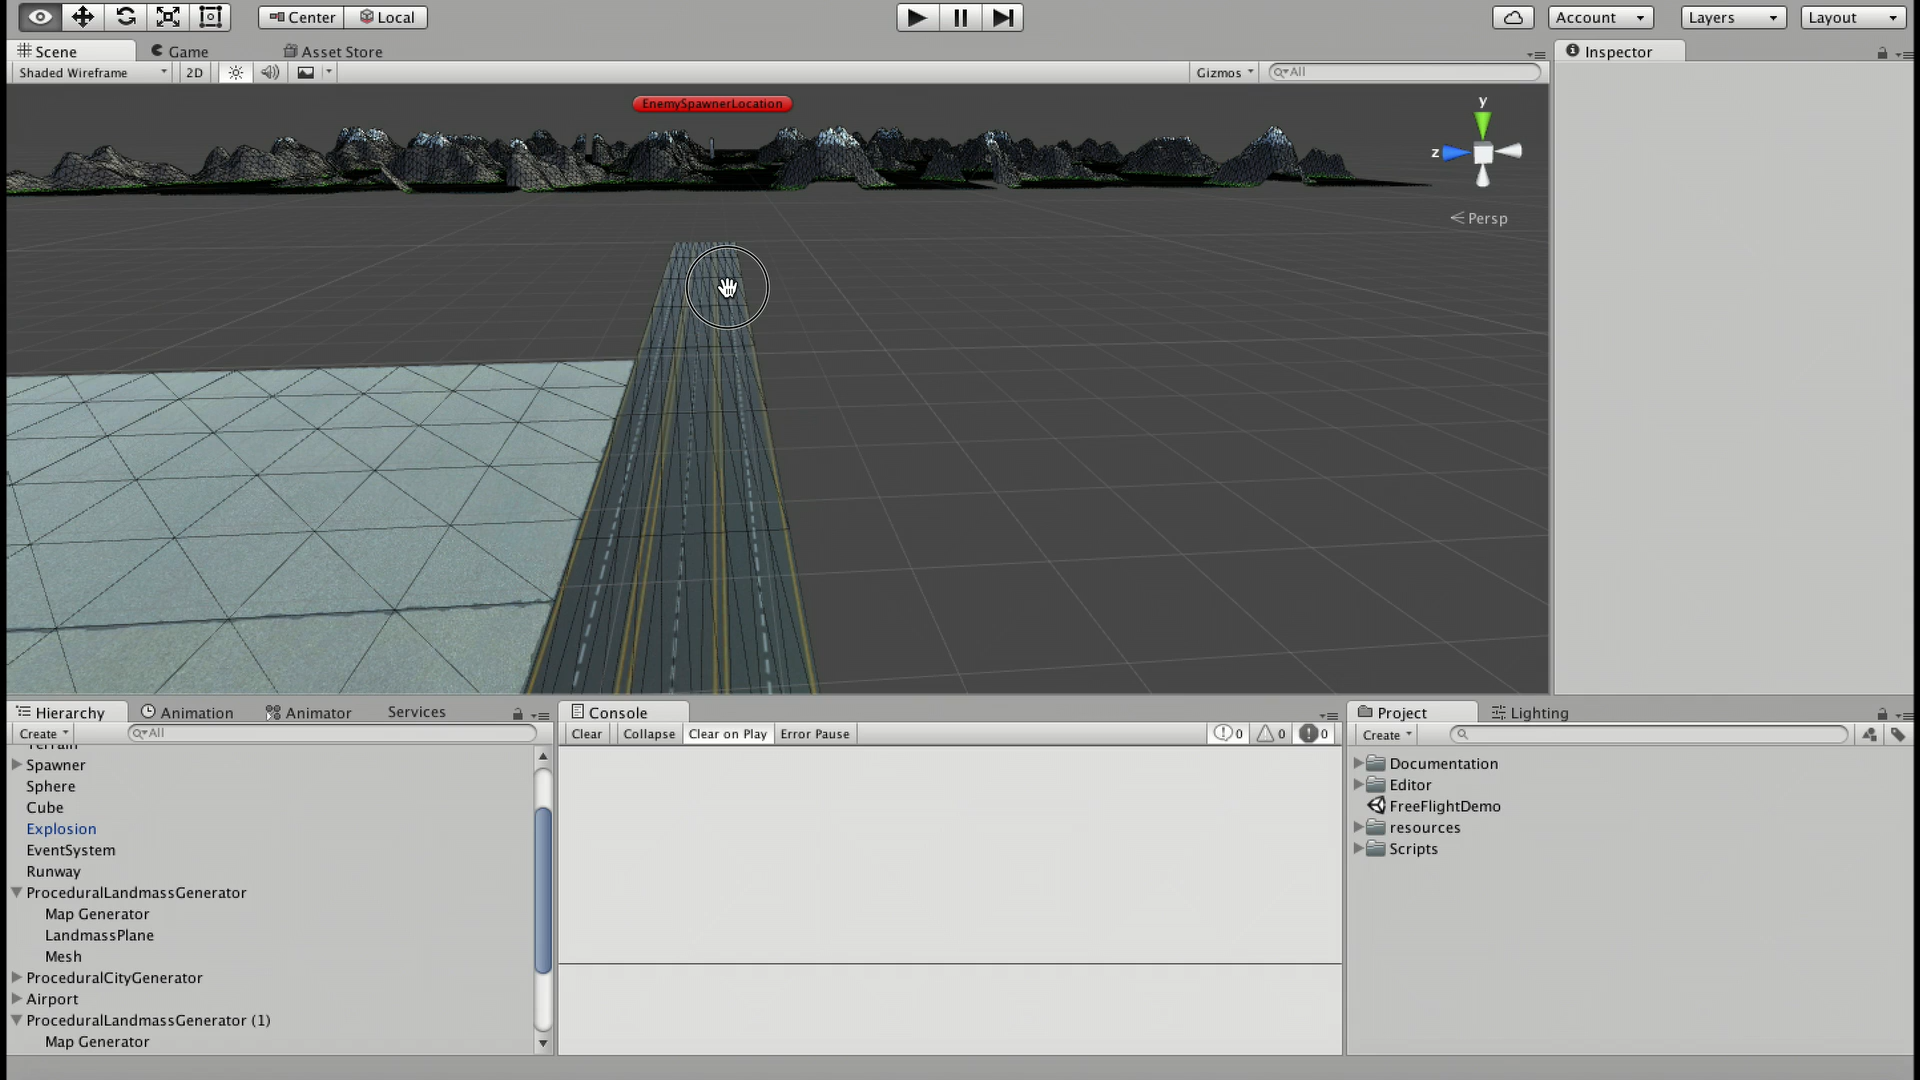 Center Local Account Layers Layout
Scene Game Asset Store Inspector
Shaded Wireframe 2D Gizmos All
EnemySpawnerLocation
y
z
Persp
Hierarchy Animation Animator Services Console Project Lighting
Create All Clear Collapse Clear on Play Error Pause 0 0 0 Create
Terrain
Spawner
Sphere
Cube
Explosion
EventSystem
Runway
ProceduralLandmassGenerator
Map Generator
LandmassPlane
Mesh
ProceduralCityGenerator
Airport
ProceduralLandmassGenerator (1)
Map Generator
Documentation
Editor
FreeFlightDemo
resources
Scripts